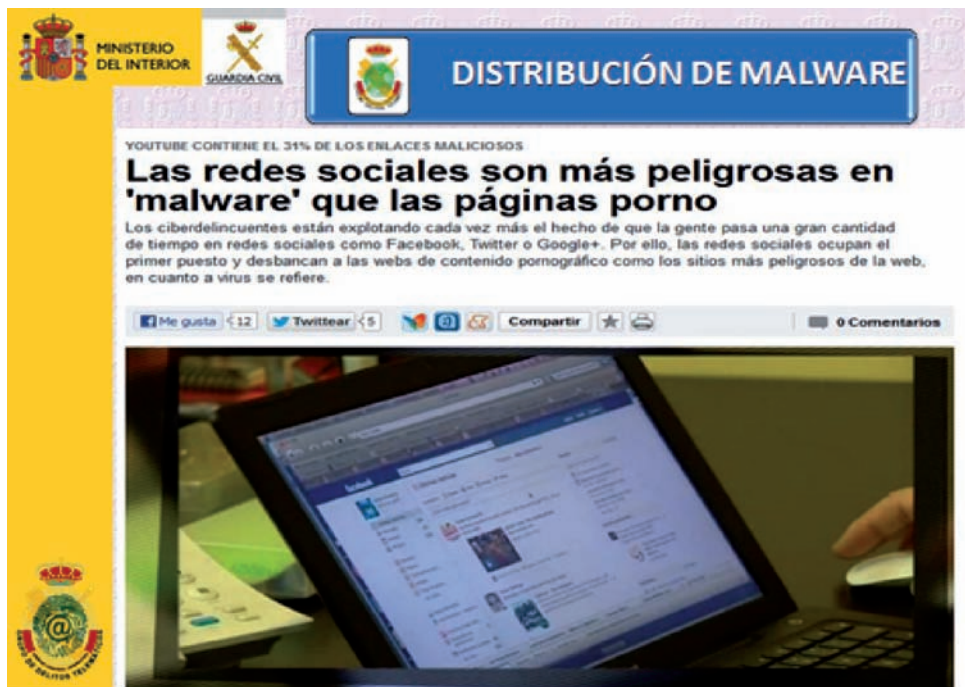 MINISTERIO
DEL INTERIOR
GUARDIA CIVIL
DISTRIBUCIÓN DE MALWARE
YOUTUBE CONTIENE EL 31% DE LOS ENLACES MALICIOSOS
Las redes sociales son más peligrosas en
'malware' que las páginas porno
Los ciberdelincuentes están explotando cada vez más el hecho de que la gente pasa una gran cantidad
de tiempo en redes sociales como Facebook, Twitter o Google+. Por ello, las redes sociales ocupan el
primer puesto y desbancan a las webs de contenido pornográfico como los sitios más peligrosos de la web,
en cuanto a virus se refiere.
Me gusta 12 Twittear 5 Compartir 0 Comentarios
facebook
GRUPO DE DELITOS TELEMÁTICOS